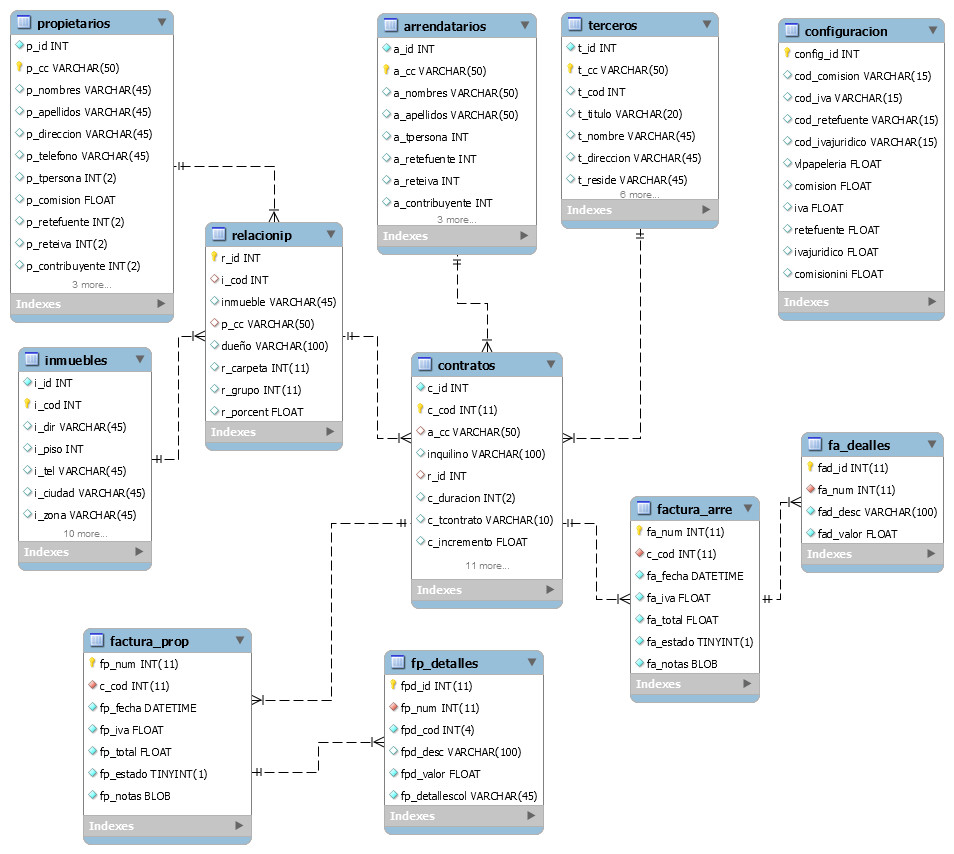 propietarios
p_id INT
p_cc VARCHAR(50)
p_nombres VARCHAR(45)
p_apellidos VARCHAR(45)
p_direccion VARCHAR(45)
p_telefono VARCHAR(45)
p_tpersona INT(2)
p_comision FLOAT
p_retefuente INT(2)
p_reteiva INT(2)
p_contribuyente INT(2)
3 more...
Indexes
arrendatarios
a_id INT
a_cc VARCHAR(50)
a_nombres VARCHAR(50)
a_apellidos VARCHAR(50)
a_tpersona INT
a_retefuente INT
a_reteiva INT
a_contribuyente INT
3 more...
Indexes
terceros
t_id INT
t_cc VARCHAR(50)
t_cod INT
t_titulo VARCHAR(20)
t_nombre VARCHAR(45)
t_direccion VARCHAR(45)
t_reside VARCHAR(45)
6 more...
Indexes
configuracion
config_id INT
cod_comision VARCHAR(15)
cod_iva VARCHAR(15)
cod_retefuente VARCHAR(15)
cod_ivajuridico VARCHAR(15)
vlpapeleria FLOAT
comision FLOAT
iva FLOAT
retefuente FLOAT
ivajuridico FLOAT
comisionini FLOAT
Indexes
relacionip
r_id INT
i_cod INT
inmueble VARCHAR(45)
p_cc VARCHAR(50)
dueño VARCHAR(100)
r_carpeta INT(11)
r_grupo INT(11)
r_porcent FLOAT
Indexes
inmuebles
i_id INT
i_cod INT
i_dir VARCHAR(45)
i_piso INT
i_tel VARCHAR(45)
i_ciudad VARCHAR(45)
i_zona VARCHAR(45)
10 more...
Indexes
contratos
c_id INT
c_cod INT(11)
a_cc VARCHAR(50)
inquilino VARCHAR(100)
r_id INT
c_duracion INT(2)
c_tcontrato VARCHAR(10)
c_incremento FLOAT
11 more...
Indexes
fa_dealles
fad_id INT(11)
fa_num INT(11)
fad_desc VARCHAR(100)
fad_valor FLOAT
Indexes
factura_arre
fa_num INT(11)
c_cod INT(11)
fa_fecha DATETIME
fa_iva FLOAT
fa_total FLOAT
fa_estado TINYINT(1)
fa_notas BLOB
Indexes
factura_prop
fp_num INT(11)
c_cod INT(11)
fp_fecha DATETIME
fp_iva FLOAT
fp_total FLOAT
fp_estado TINYINT(1)
fp_notas BLOB
Indexes
fp_detalles
fpd_id INT(11)
fp_num INT(11)
fpd_cod INT(4)
fpd_desc VARCHAR(100)
fpd_valor FLOAT
fp_detallescol VARCHAR(45)
Indexes